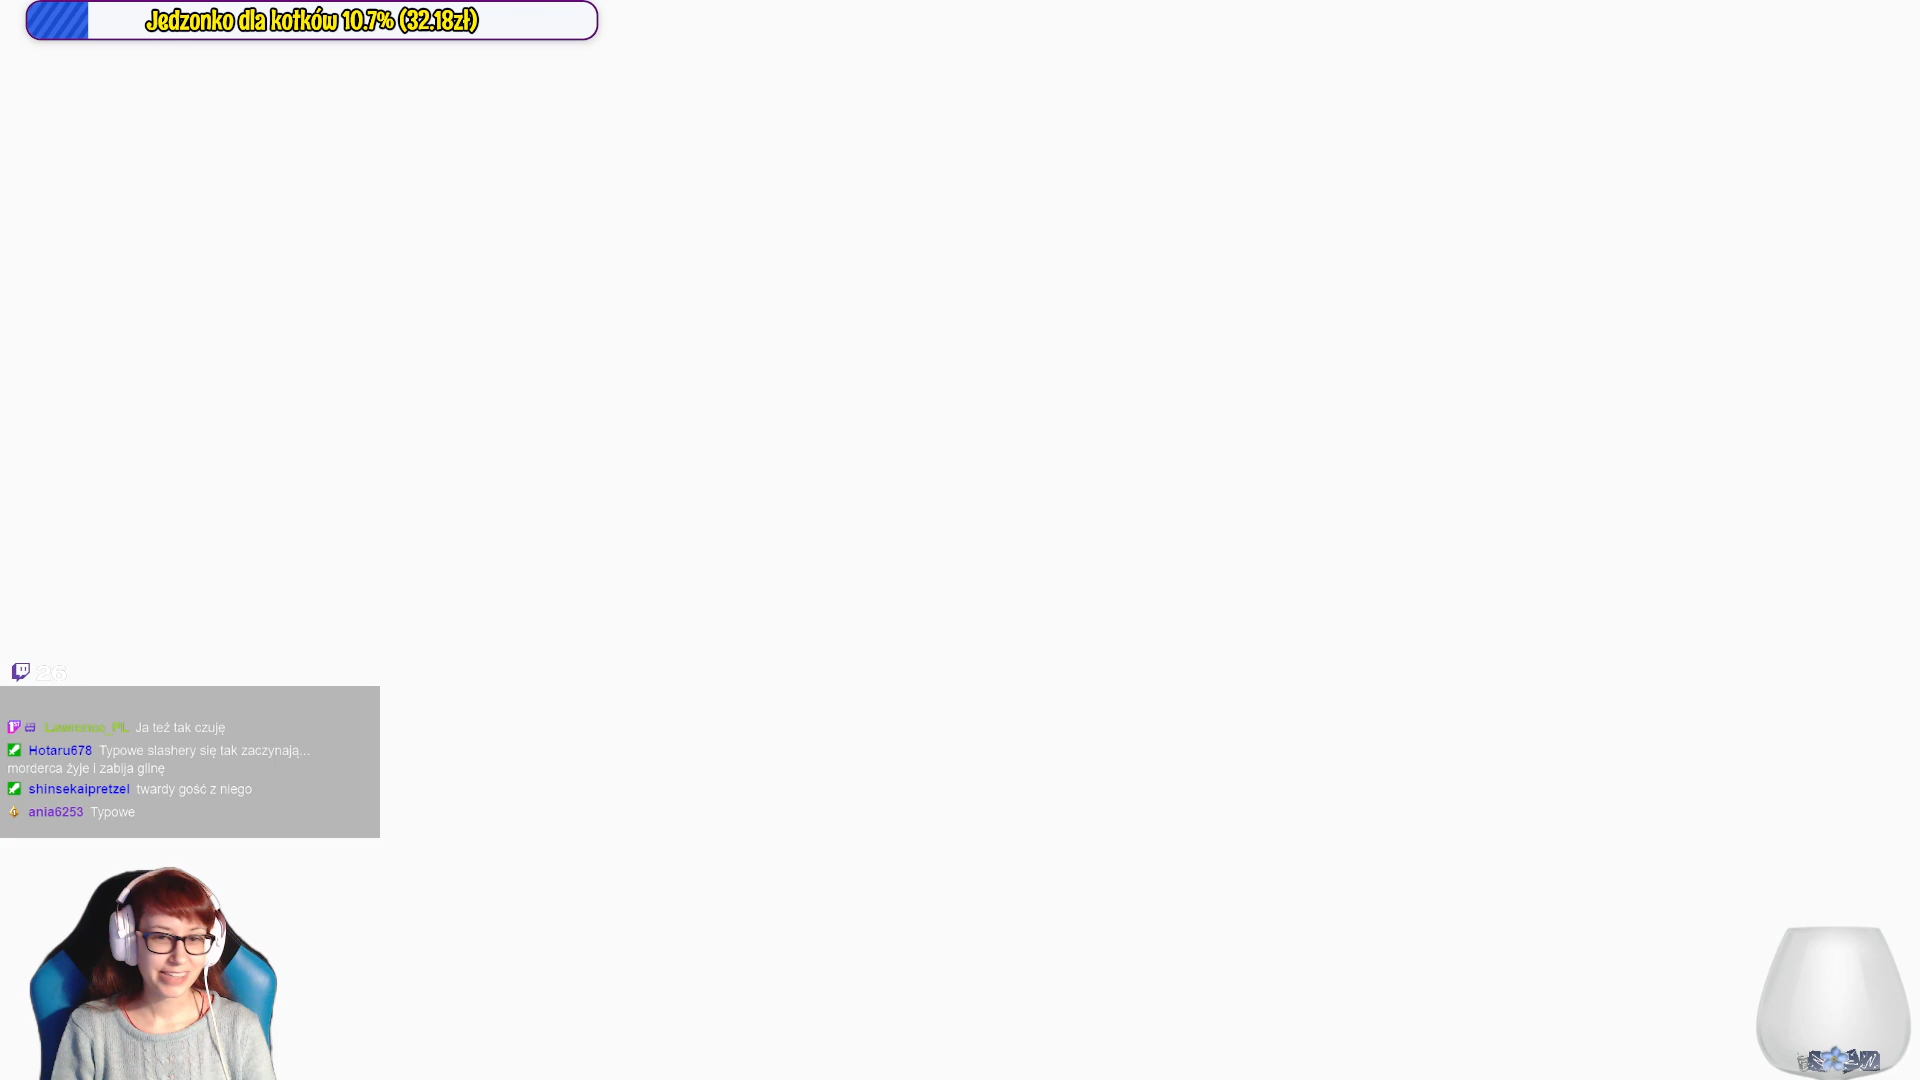 Jedzonko dla kotków 10.7% (32.18zł)
26
Ja też tak czuję
Hotaru678 Typowe slashery się tak zaczynają...
morderca żyje i zabija glinę
shinsekaipretzel twardy gość z niego
ania6253 Typowe